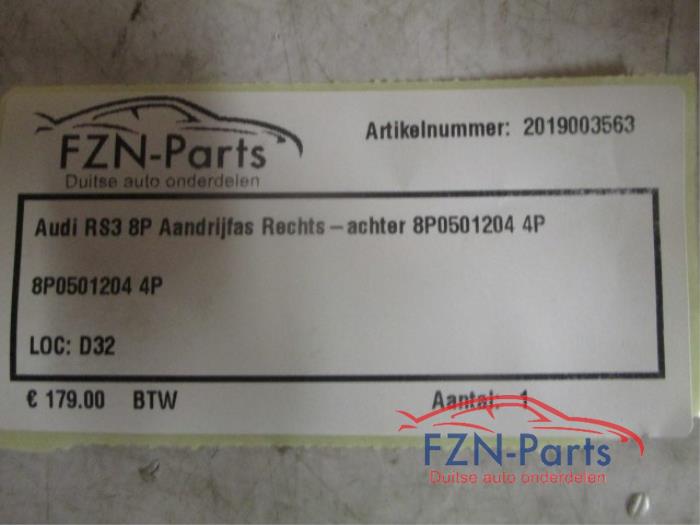 FZN-Parts
Duitse auto onderdelen
Artikelnummer: 2019003563
Audi RS3 8P Aandrijfas Rechts-achter 8P0501204 4P
8P0501204 4P
LOC: D32
€ 179.00 BTW
Aantal: 1
FZN-Parts
Duitse auto onderdelen